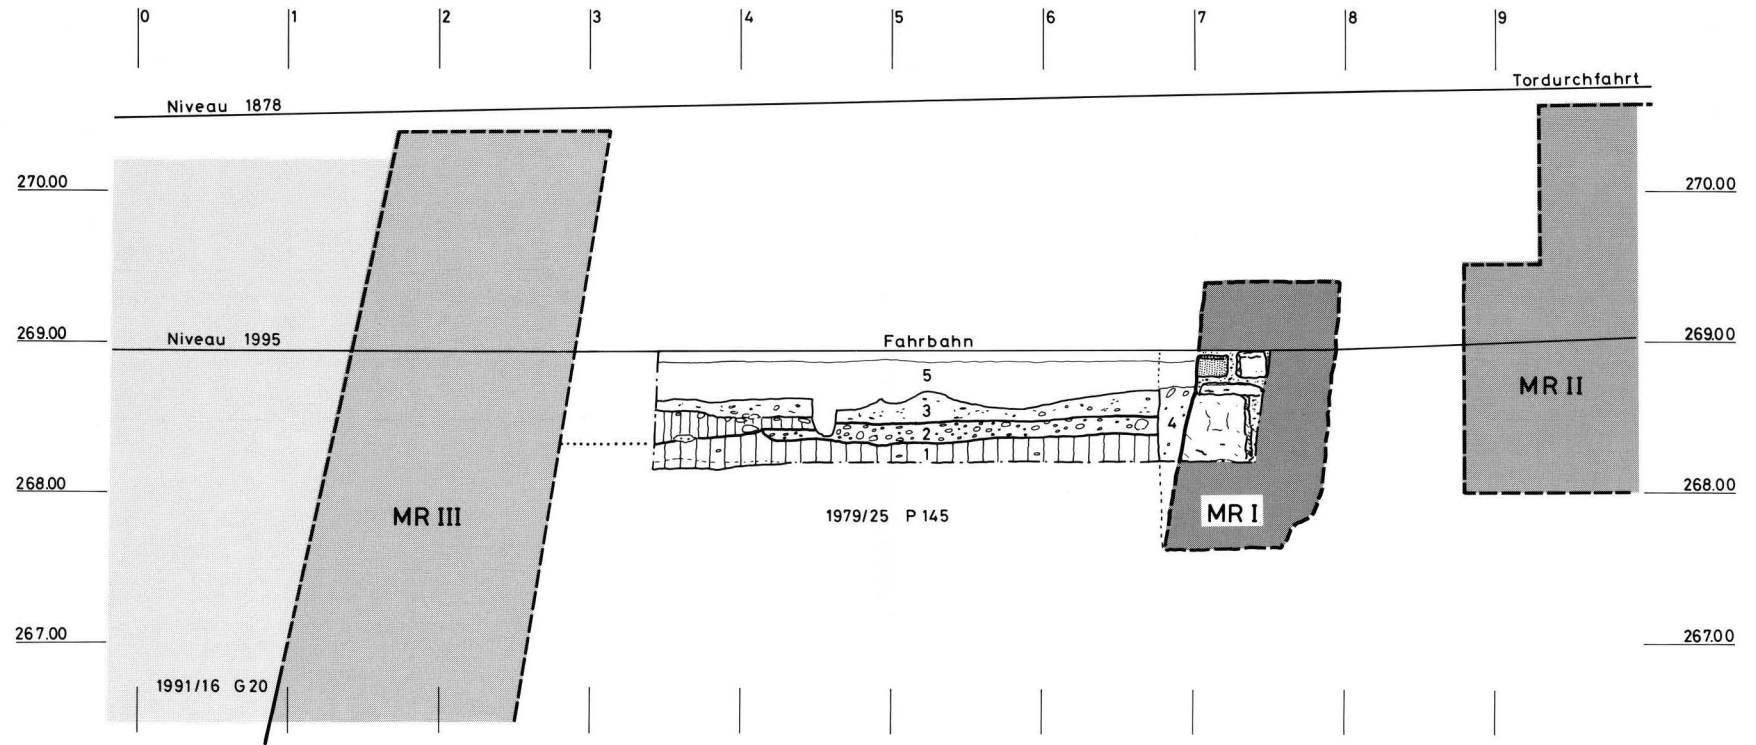 0 1 2 3 4 5 6 7 8 9
Tordurchfahrt
Niveau 1878
270.00 270.00
269.00 Niveau 1995 Fahrbahn 269.00
5
MR II
3
4
2
1
268.00 268.00
MR III 1979/25 P 145 MR I
267.00 267.00
1991/16 G 20